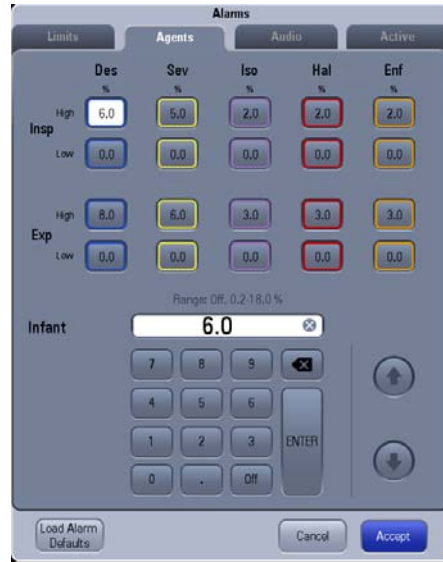 Alarms
Limits Agents Audio Active
Des Sev Iso Hal Enf
% % % % %
Insp
High 6.0 5.0 2.0 2.0 2.0
Low 0.0 0.0 0.0 0.0 0.0
Exp
High 8.0 6.0 3.0 3.0 3.0
Low 0.0 0.0 0.0 0.0 0.0
Range: Off, 0.2-18.0 %
Infant 6.0
7 8 9
4 5 6
1 2 3 ENTER
0 . Off
Load Alarm
Defaults Cancel Accept